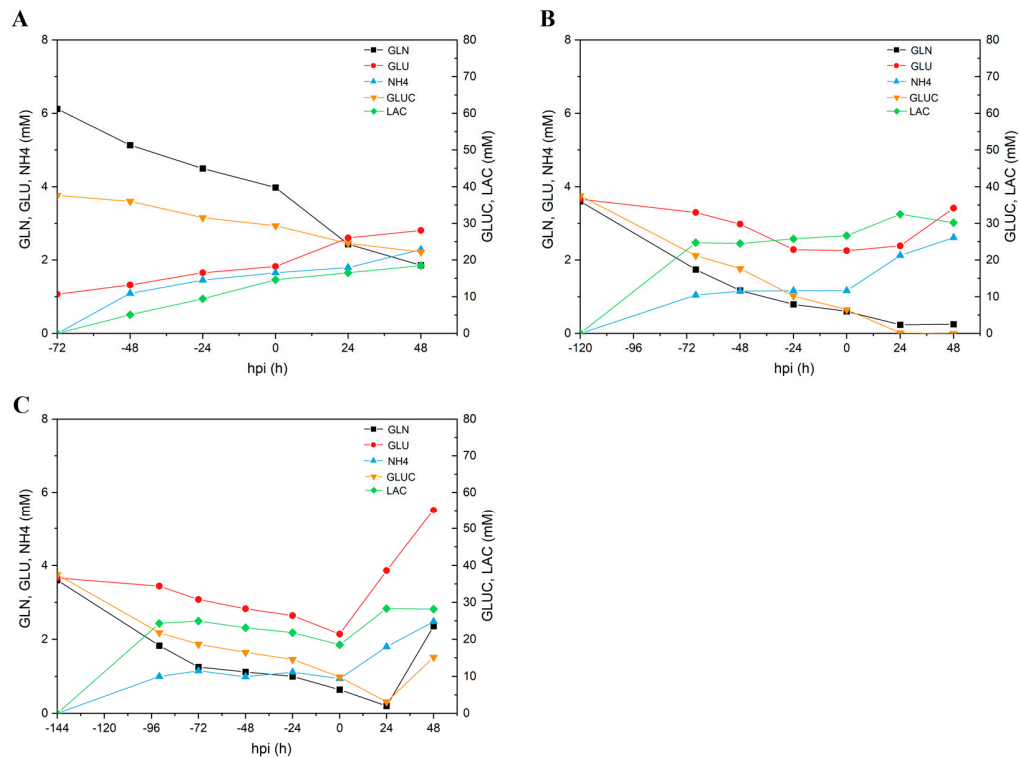 A
8
6
4
2
0
GLN, GLU, NH4 (mM)
-72
-48
-24
0
24
48
hpi (h)
80
70
60
50
40
30
20
10
0
GLUC, LAC (mM)
GLN
GLU
NH4
GLUC
LAC
B
8
6
4
2
0
GLN, GLU, NH4 (mM)
-120
-96
-72
-48
-24
0
24
48
hpi (h)
80
70
60
50
40
30
20
10
0
GLUC, LAC (mM)
GLN
GLU
NH4
GLUC
LAC
C
8
6
4
2
0
GLN, GLU, NH4 (mM)
-144
-120
-96
-72
-48
-24
0
24
48
hpi (h)
80
70
60
50
40
30
20
10
0
GLUC, LAC (mM)
GLN
GLU
NH4
GLUC
LAC